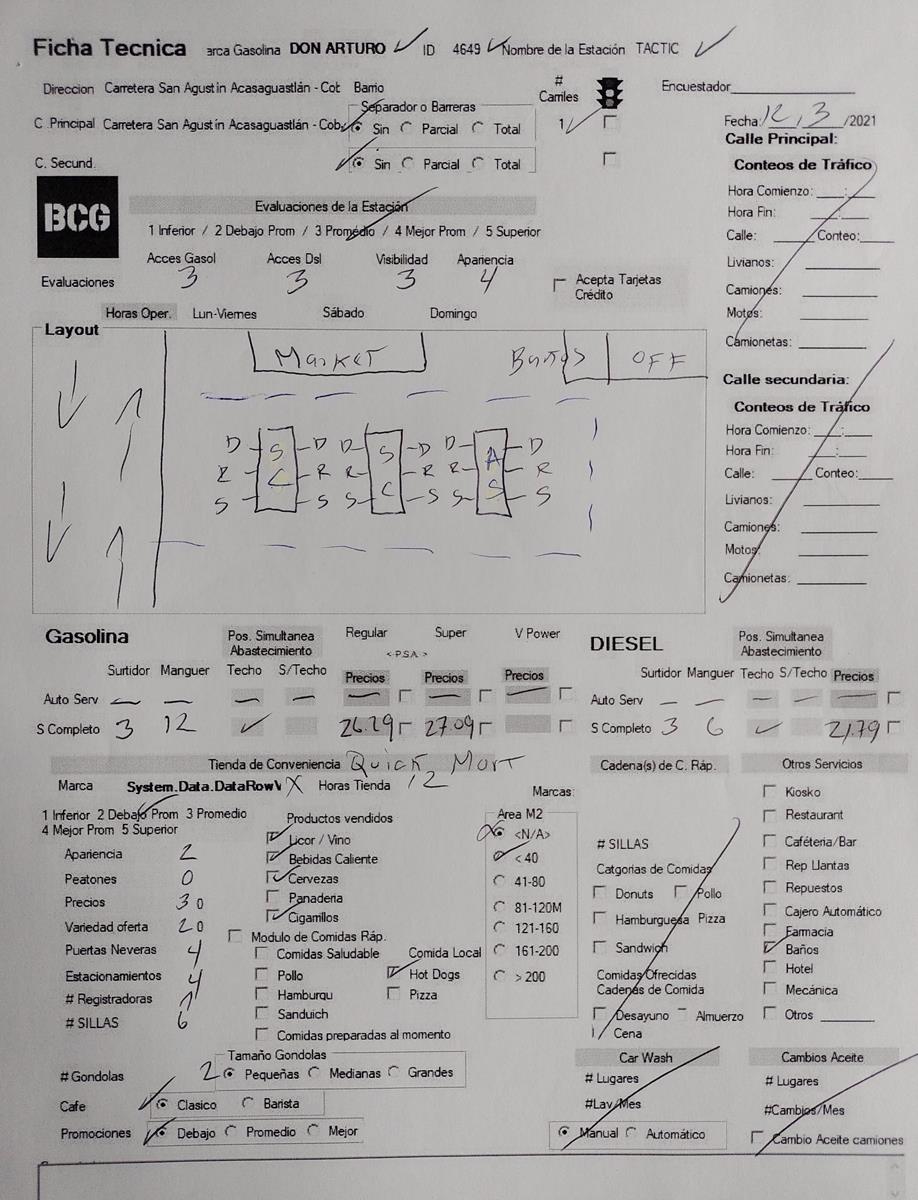 Ficha Tecnica arca Gasolina DON ARTURO ID 4649 Nombre de la Estación TACTIC
Direccion Carretera San Agustin Acasaguastlán - Cob Barrio # Carriles Encuestador
Separador o Barreras
C Principal Carretera San Agustin Acasaguastlán - Cob Sin Parcial Total 1 Fecha: 12, 3 /2021
C. Secund. Sin Parcial Total
Calle Principal:
Conteos de Tráfico
Hora Comienzo: :
Hora Fin: :
Calle: Conteo:
Livianos:
Camiones:
Motos:
Camionetas:
BCG
Evaluaciones de la Estación
1 Inferior / 2 Debajo Prom / 3 Promedio / 4 Mejor Prom / 5 Superior
Acces Gasol Acces Dsl Visibilidad Apariencia
Evaluaciones 3 3 3 4
Acepta Tarjetas Crédito
Horas Oper. Lun-Viernes Sábado Domingo
Layout
Market Baños OFF
D S D D S D D A D
R C R R C R R S R
S S S S S S
Calle secundaria:
Conteos de Tráfico
Hora Comienzo: :
Hora Fin: :
Calle: Conteo:
Livianos:
Camiones:
Motos:
Camionetas:
Gasolina Pos. Simultanea Abastecimiento Regular Super V Power
< P.S.A. >
Surtidor Manguer Techo S/Techo Precios Precios Precios
Auto Serv — — — — — — —
S Completo 3 12 26.29 27.09
DIESEL Pos. Simultanea Abastecimiento
Surtidor Manguer Techo S/Techo Precios
Auto Serv — — — — —
S Completo 3 6 21.79
Tienda de Conveniencia Quick Mart
Marca System.Data.DataRowV X Horas Tienda 12
Marcas:
1 Inferior 2 Debajo Prom 3 Promedio
4 Mejor Prom 5 Superior
Apariencia 2
Peatones 0
Precios 3 0
Variedad oferta 2 0
Puertas Neveras 4
Estacionamientos 4
# Registradoras 1
# SILLAS 6
Productos vendidos
Licor / Vino
Bebidas Caliente
Cervezas
Panaderia
Cigarrillos
Modulo de Comidas Ráp.
Comidas Saludable Comida Local
Pollo Hot Dogs
Hamburqu Pizza
Sanduich
Comidas preparadas al momento
Area M2
<N/A>
< 40
41-80
81-120M
121-160
161-200
> 200
Cadena(s) de C. Ráp.
# SILLAS
Catgorias de Comidas
Donuts Pollo
Hamburguesa Pizza
Sandwich
Comidas Ofrecidas
Cadenas de Comida
Desayuno Almuerzo
Cena
Otros Servicios
Kiosko
Restaurant
Caféteria/Bar
Rep Llantas
Repuestos
Cajero Automático
Farmacia
Baños
Hotel
Mecánica
Otros
Tamaño Gondolas
# Gondolas 2 Pequeñas Medianas Grandes
Cafe Clasico Barista
Promociones Debajo Promedio Mejor
Car Wash
# Lugares
#Lav/Mes
Manual Automático
Cambios Aceite
# Lugares
#Cambios/Mes
Cambio Aceite camiones